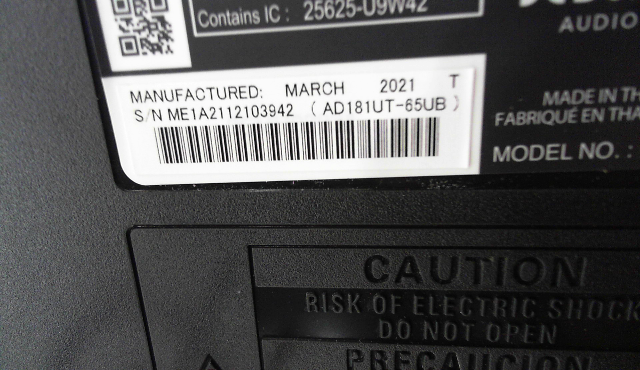 Contains IC : 25625-U9W42
AUDIO
MANUFACTURED: MARCH 2021 T
S/N ME1A2112103942 ( AD181UT-65UB )
MADE IN TH
FABRIQUÉ EN THA
MODEL NO. :
CAUTION
RISK OF ELECTRIC SHOCK
DO NOT OPEN
PRECAUCION